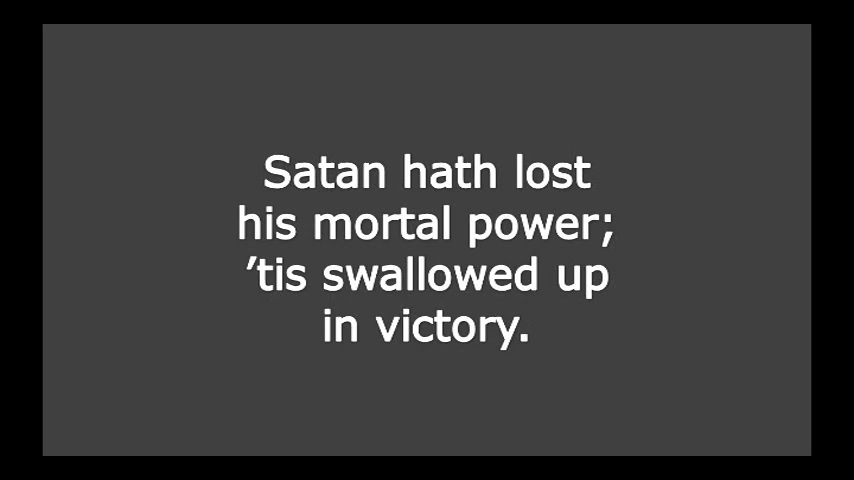 Satan hath lost
his mortal power;
’tis swallowed up
in victory.